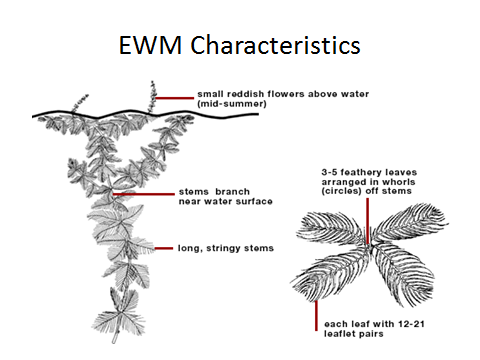 EWM Characteristics
small reddish flowers above water
(mid-summer)
stems branch
near water surface
long, stringy stems
3-5 feathery leaves
arranged in whorls
(circles) off stems
each leaf with 12-21
leaflet pairs